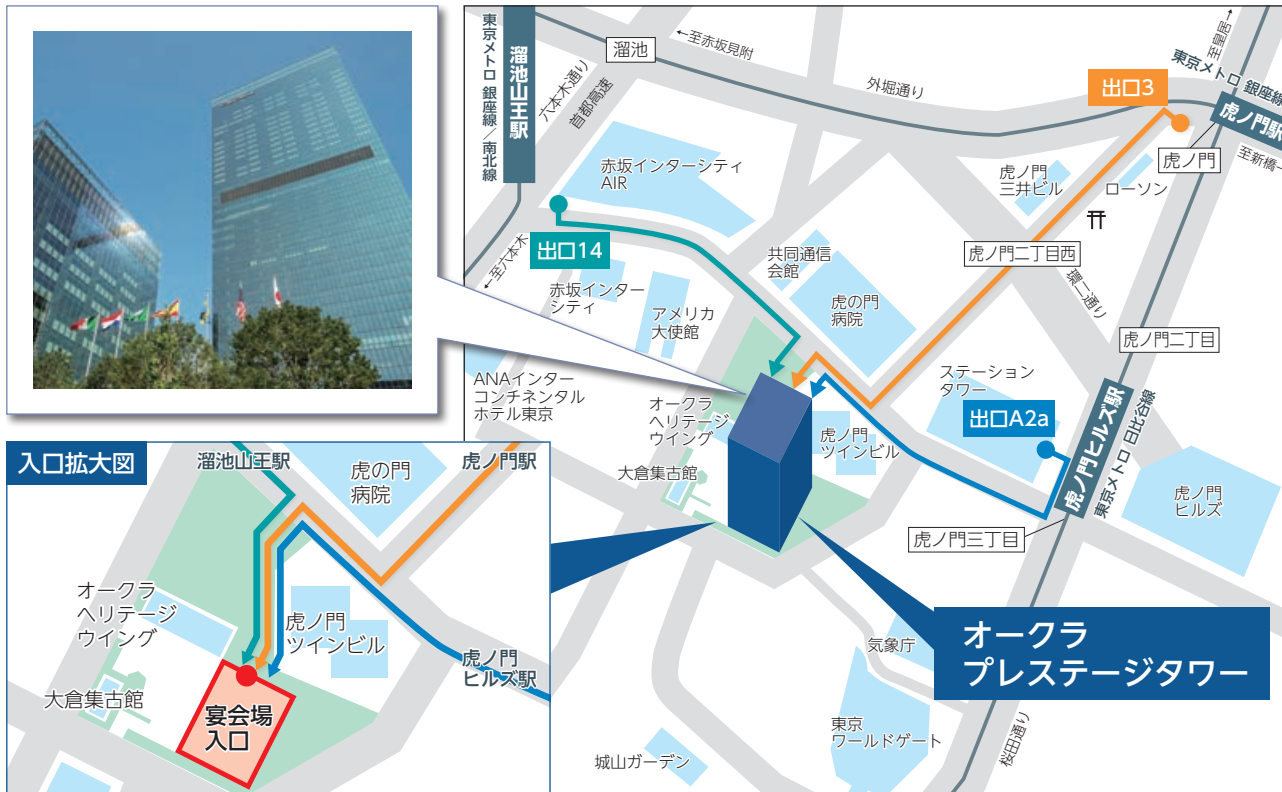 東京メトロ 銀座線／南北線
溜池山王駅
六本木通り
首都高速
溜池
←至赤坂見附
外堀通り
至皇居→
東京メトロ 銀座線
出口3
虎ノ門駅
虎ノ門
至新橋→
赤坂インターシティ
AIR
虎ノ門
三井ビル
ローソン
出口14
←至六本木
共同通信
会館
虎ノ門二丁目西
環二通り
赤坂インター
シティ
アメリカ
大使館
虎の門
病院
虎ノ門二丁目
ANAインター
コンチネンタル
ホテル東京
オークラ
ヘリテージ
ウイング
虎ノ門
ツインビル
ステーション
タワー
出口A2a
虎ノ門ヒルズ駅
東京メトロ 日比谷線
大倉集古館
虎ノ門
ヒルズ
虎ノ門三丁目
オークラ
プレステージタワー
気象庁
東京
ワールドゲート
城山ガーデン
桜田通り
入口拡大図
溜池山王駅
虎の門
病院
虎ノ門駅
オークラ
ヘリテージ
ウイング
虎ノ門
ツインビル
虎ノ門
ヒルズ駅
大倉集古館
宴会場
入口